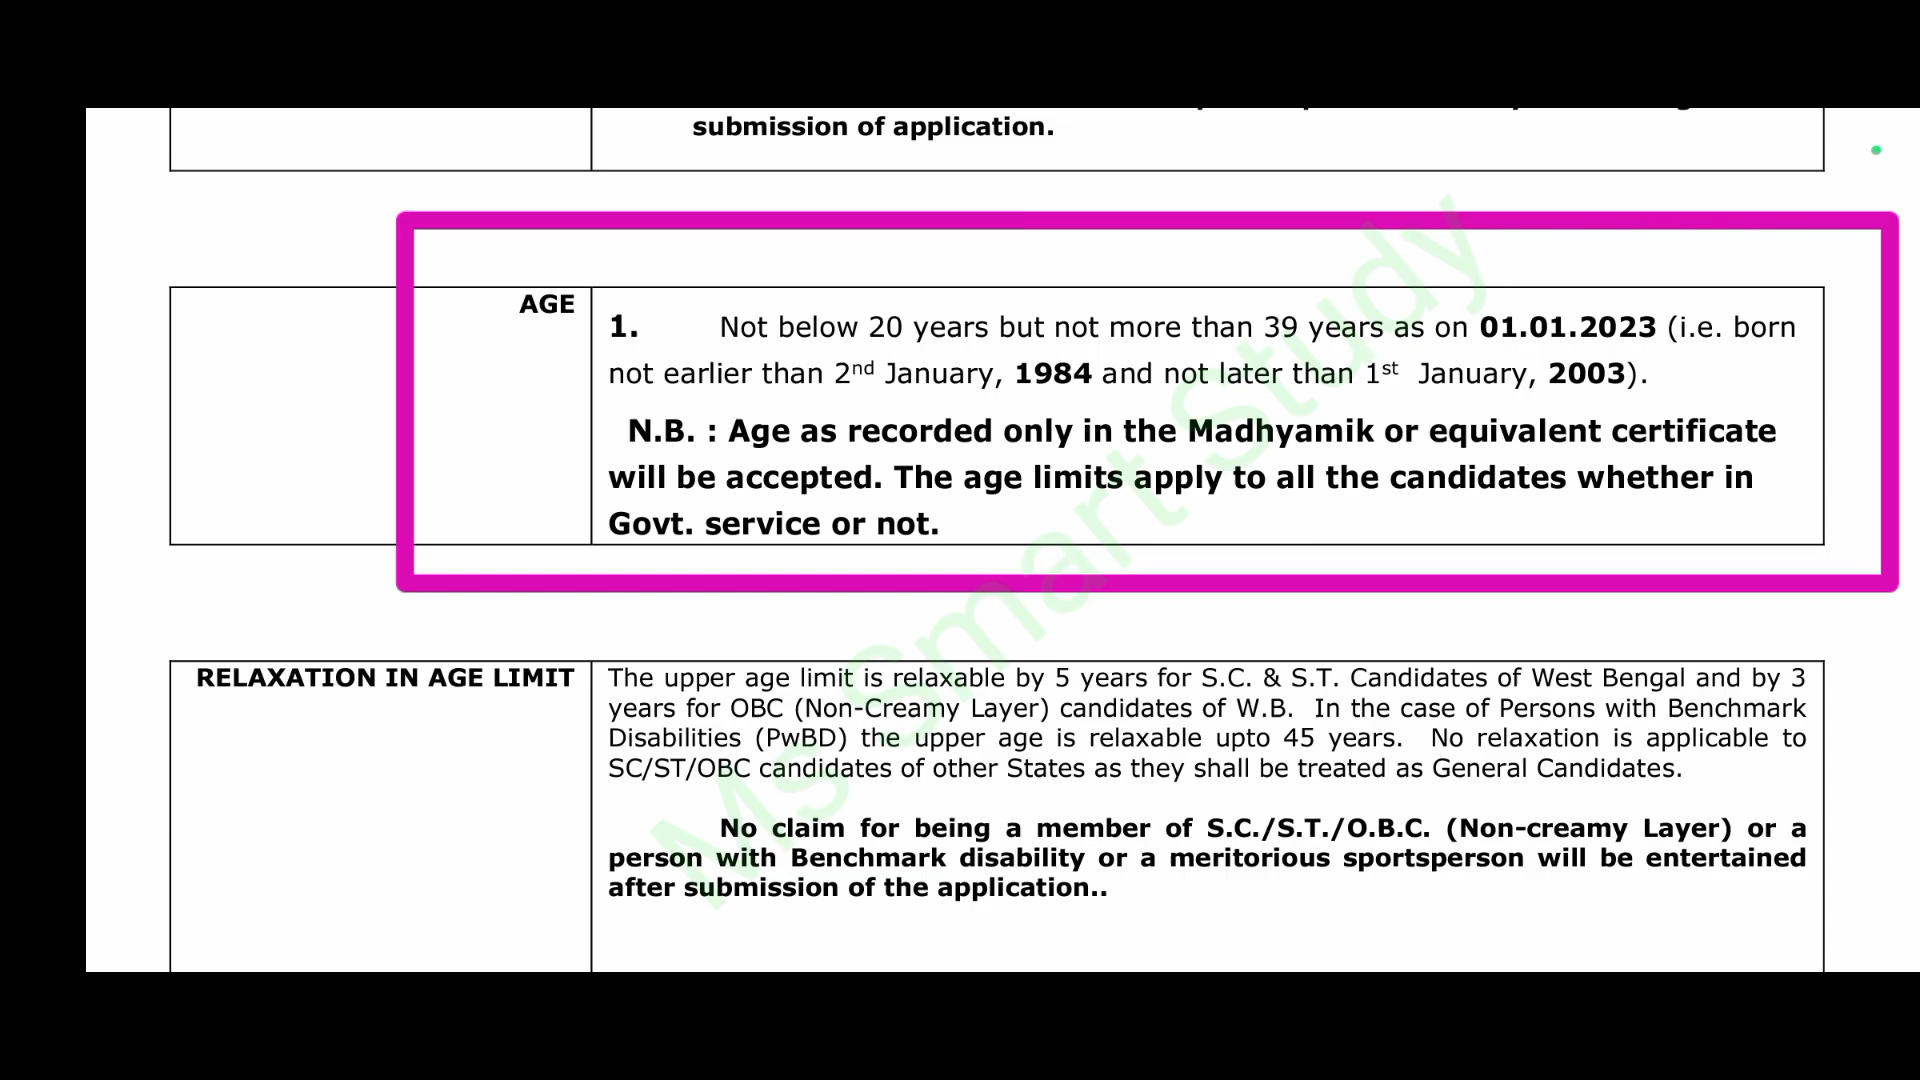 submission of application.
AGE
1. Not below 20 years but not more than 39 years as on 01.01.2023 (i.e. born
not earlier than 2nd January, 1984 and not later than 1st January, 2003).
N.B. : Age as recorded only in the Madhyamik or equivalent certificate
will be accepted. The age limits apply to all the candidates whether in
Govt. service or not.
RELAXATION IN AGE LIMIT
The upper age limit is relaxable by 5 years for S.C. & S.T. Candidates of West Bengal and by 3
years for OBC (Non-Creamy Layer) candidates of W.B. In the case of Persons with Benchmark
Disabilities (PwBD) the upper age is relaxable upto 45 years. No relaxation is applicable to
SC/ST/OBC candidates of other States as they shall be treated as General Candidates.
No claim for being a member of S.C./S.T./O.B.C. (Non-creamy Layer) or a
person with Benchmark disability or a meritorious sportsperson will be entertained
after submission of the application..
Ms Smart Study